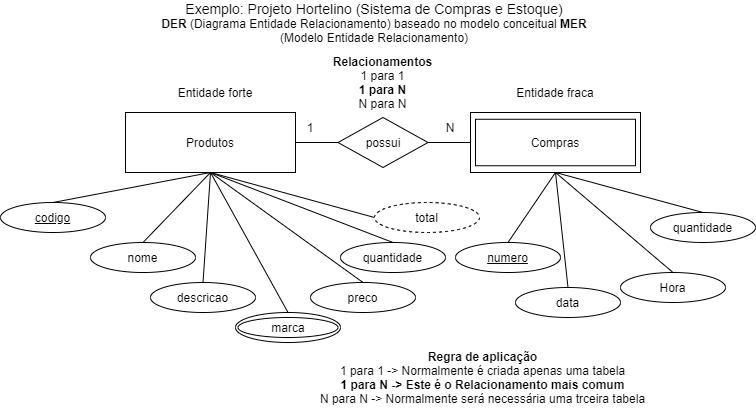 Exemplo: Projeto Hortelino (Sistema de Compras e Estoque)
DER (Diagrama Entidade Relacionamento) baseado no modelo conceitual MER
(Modelo Entidade Relacionamento)
Relacionamentos
1 para 1
1 para N
N para N
Entidade forte
Entidade fraca
Produtos
1
possui
N
Compras
codigo
nome
descricao
marca
preco
quantidade
total
numero
data
Hora
quantidade
Regra de aplicação
1 para 1 -> Normalmente é criada apenas uma tabela
1 para N -> Este é o Relacionamento mais comum
N para N -> Normalmente será necessária uma trceira tabela